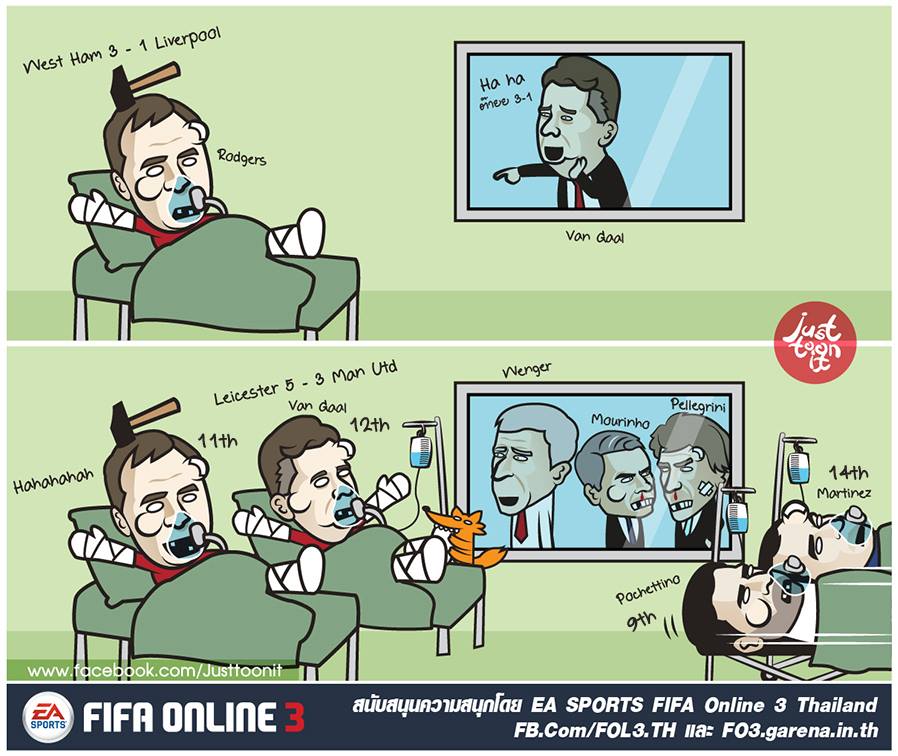 West Ham 3 - 1 Liverpool
Rodgers
Ha ha
3-1
Van Gaal
just
toon
it
Leicester 5 - 3 Man Utd
Van Gaal
12th
11th
Hahahahah
Wenger
Mourinho
Pellegrini
14th
Martinez
Pochettino
9th
www.facebook.com/Justtoonit
EA
SPORTS
FIFA ONLINE 3
สนับสนุนความสนุกโดย EA SPORTS FIFA Online 3 Thailand
FB.Com/FOL3.TH และ FO3.garena.in.th